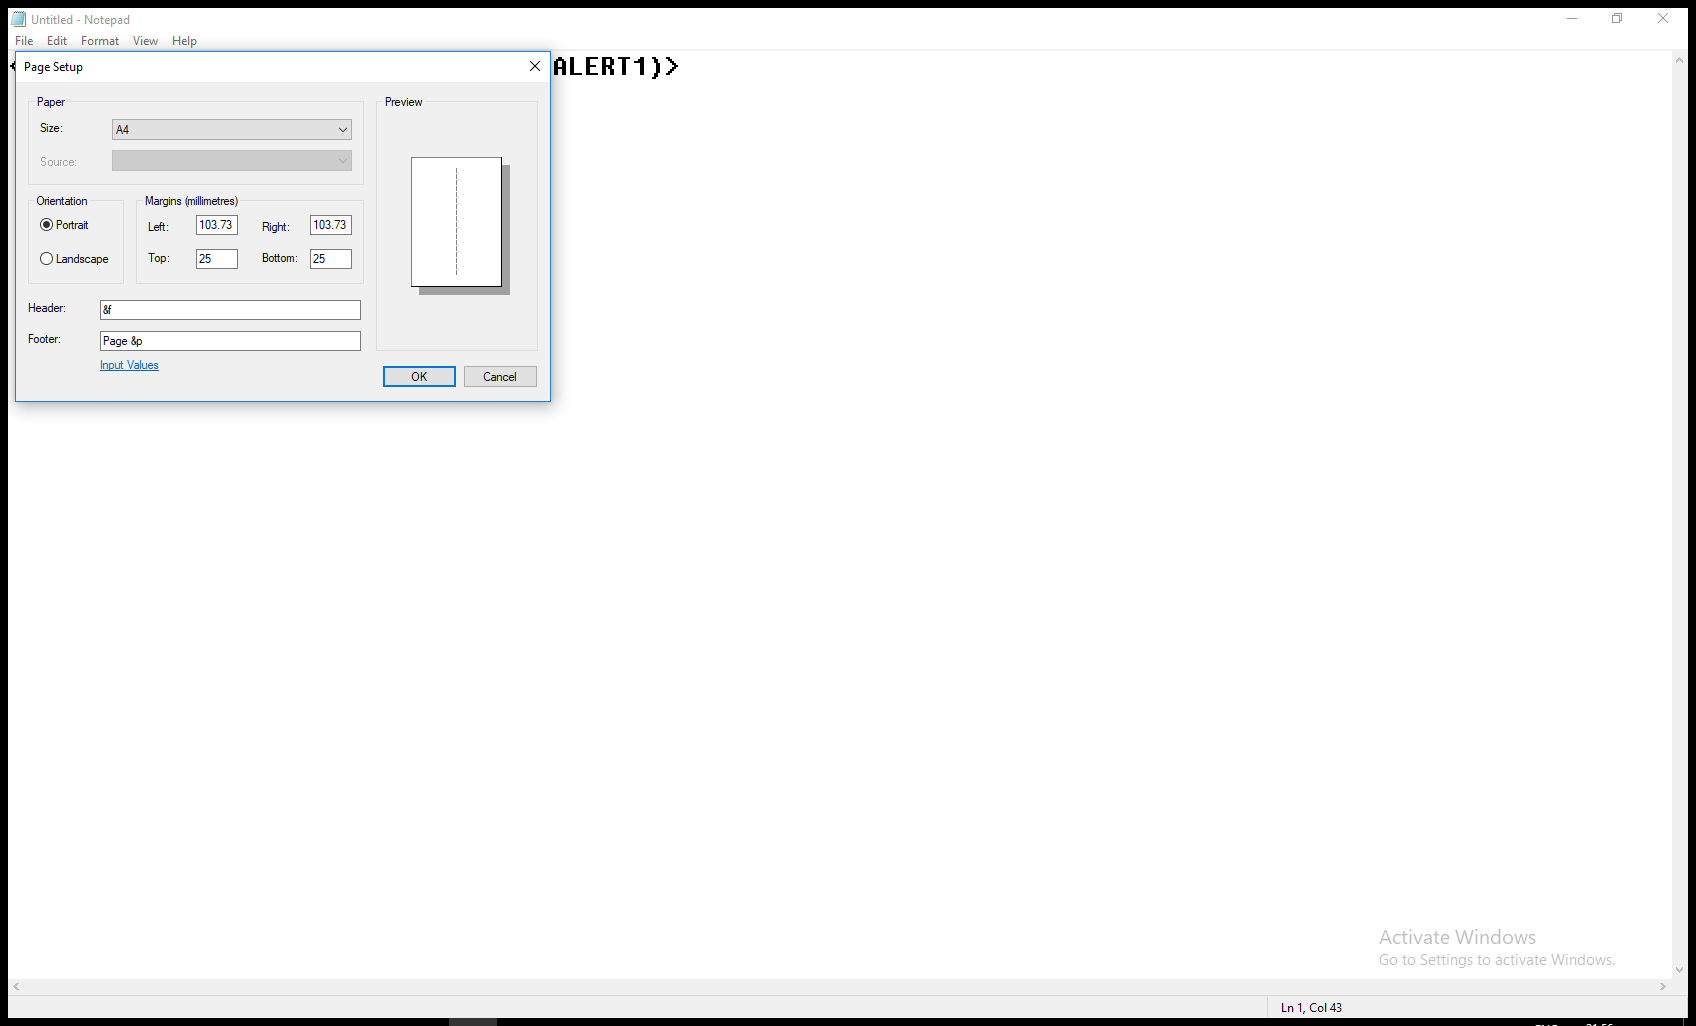 Untitled - Notepad
File Edit Format View Help
ALERT1)>
Page Setup
Paper
Size: A4
Source:
Orientation
Portrait
Landscape
Margins (millimetres)
Left: 103.73 Right: 103.73
Top: 25 Bottom: 25
Header: &f
Footer: Page &p
Input Values
Preview
OK Cancel
Activate Windows
Go to Settings to activate Windows.
Ln 1, Col 43